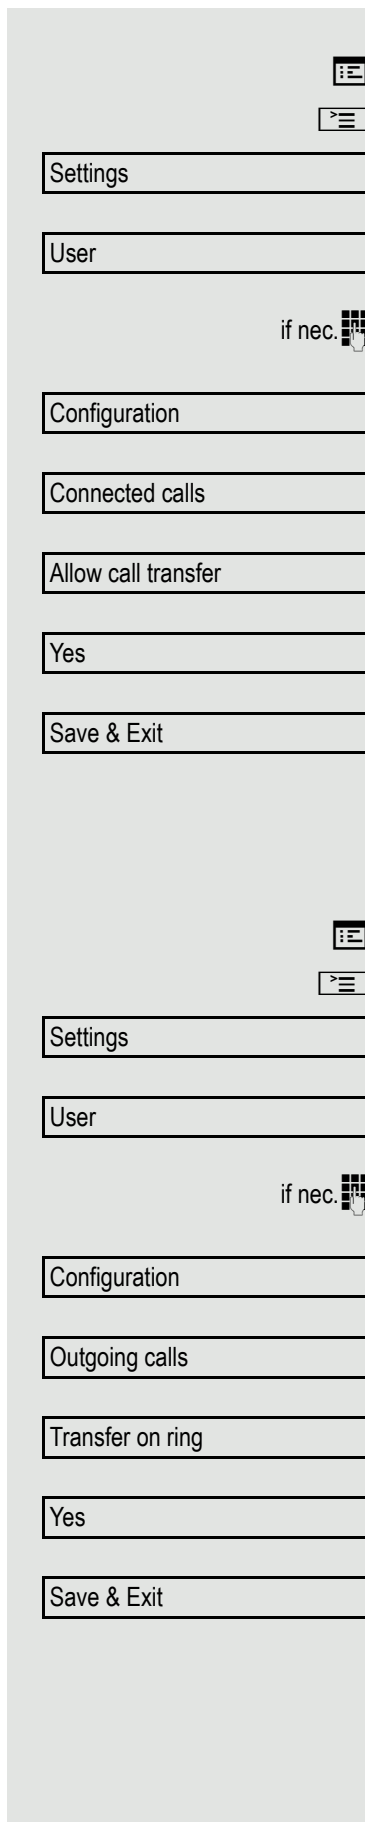 Settings
User
if nec.
Configuration
Connected calls
Allow call transfer
Yes
Save & Exit
Settings
User
if nec.
Configuration
Outgoing calls
Transfer on ring
Yes
Save & Exit